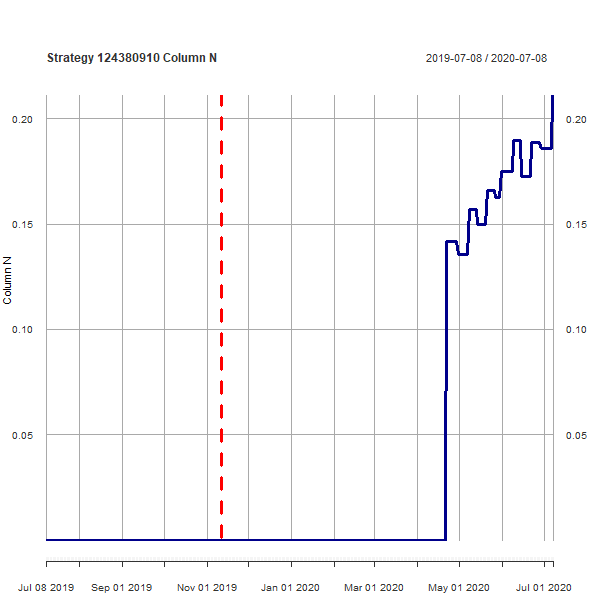 Strategy 124380910 Column N
2019-07-08 / 2020-07-08
0.20
0.20
0.15
0.15
Column N
0.10
0.10
0.05
0.05
Jul 08 2019
Sep 01 2019
Nov 01 2019
Jan 01 2020
Mar 01 2020
May 01 2020
Jul 01 2020